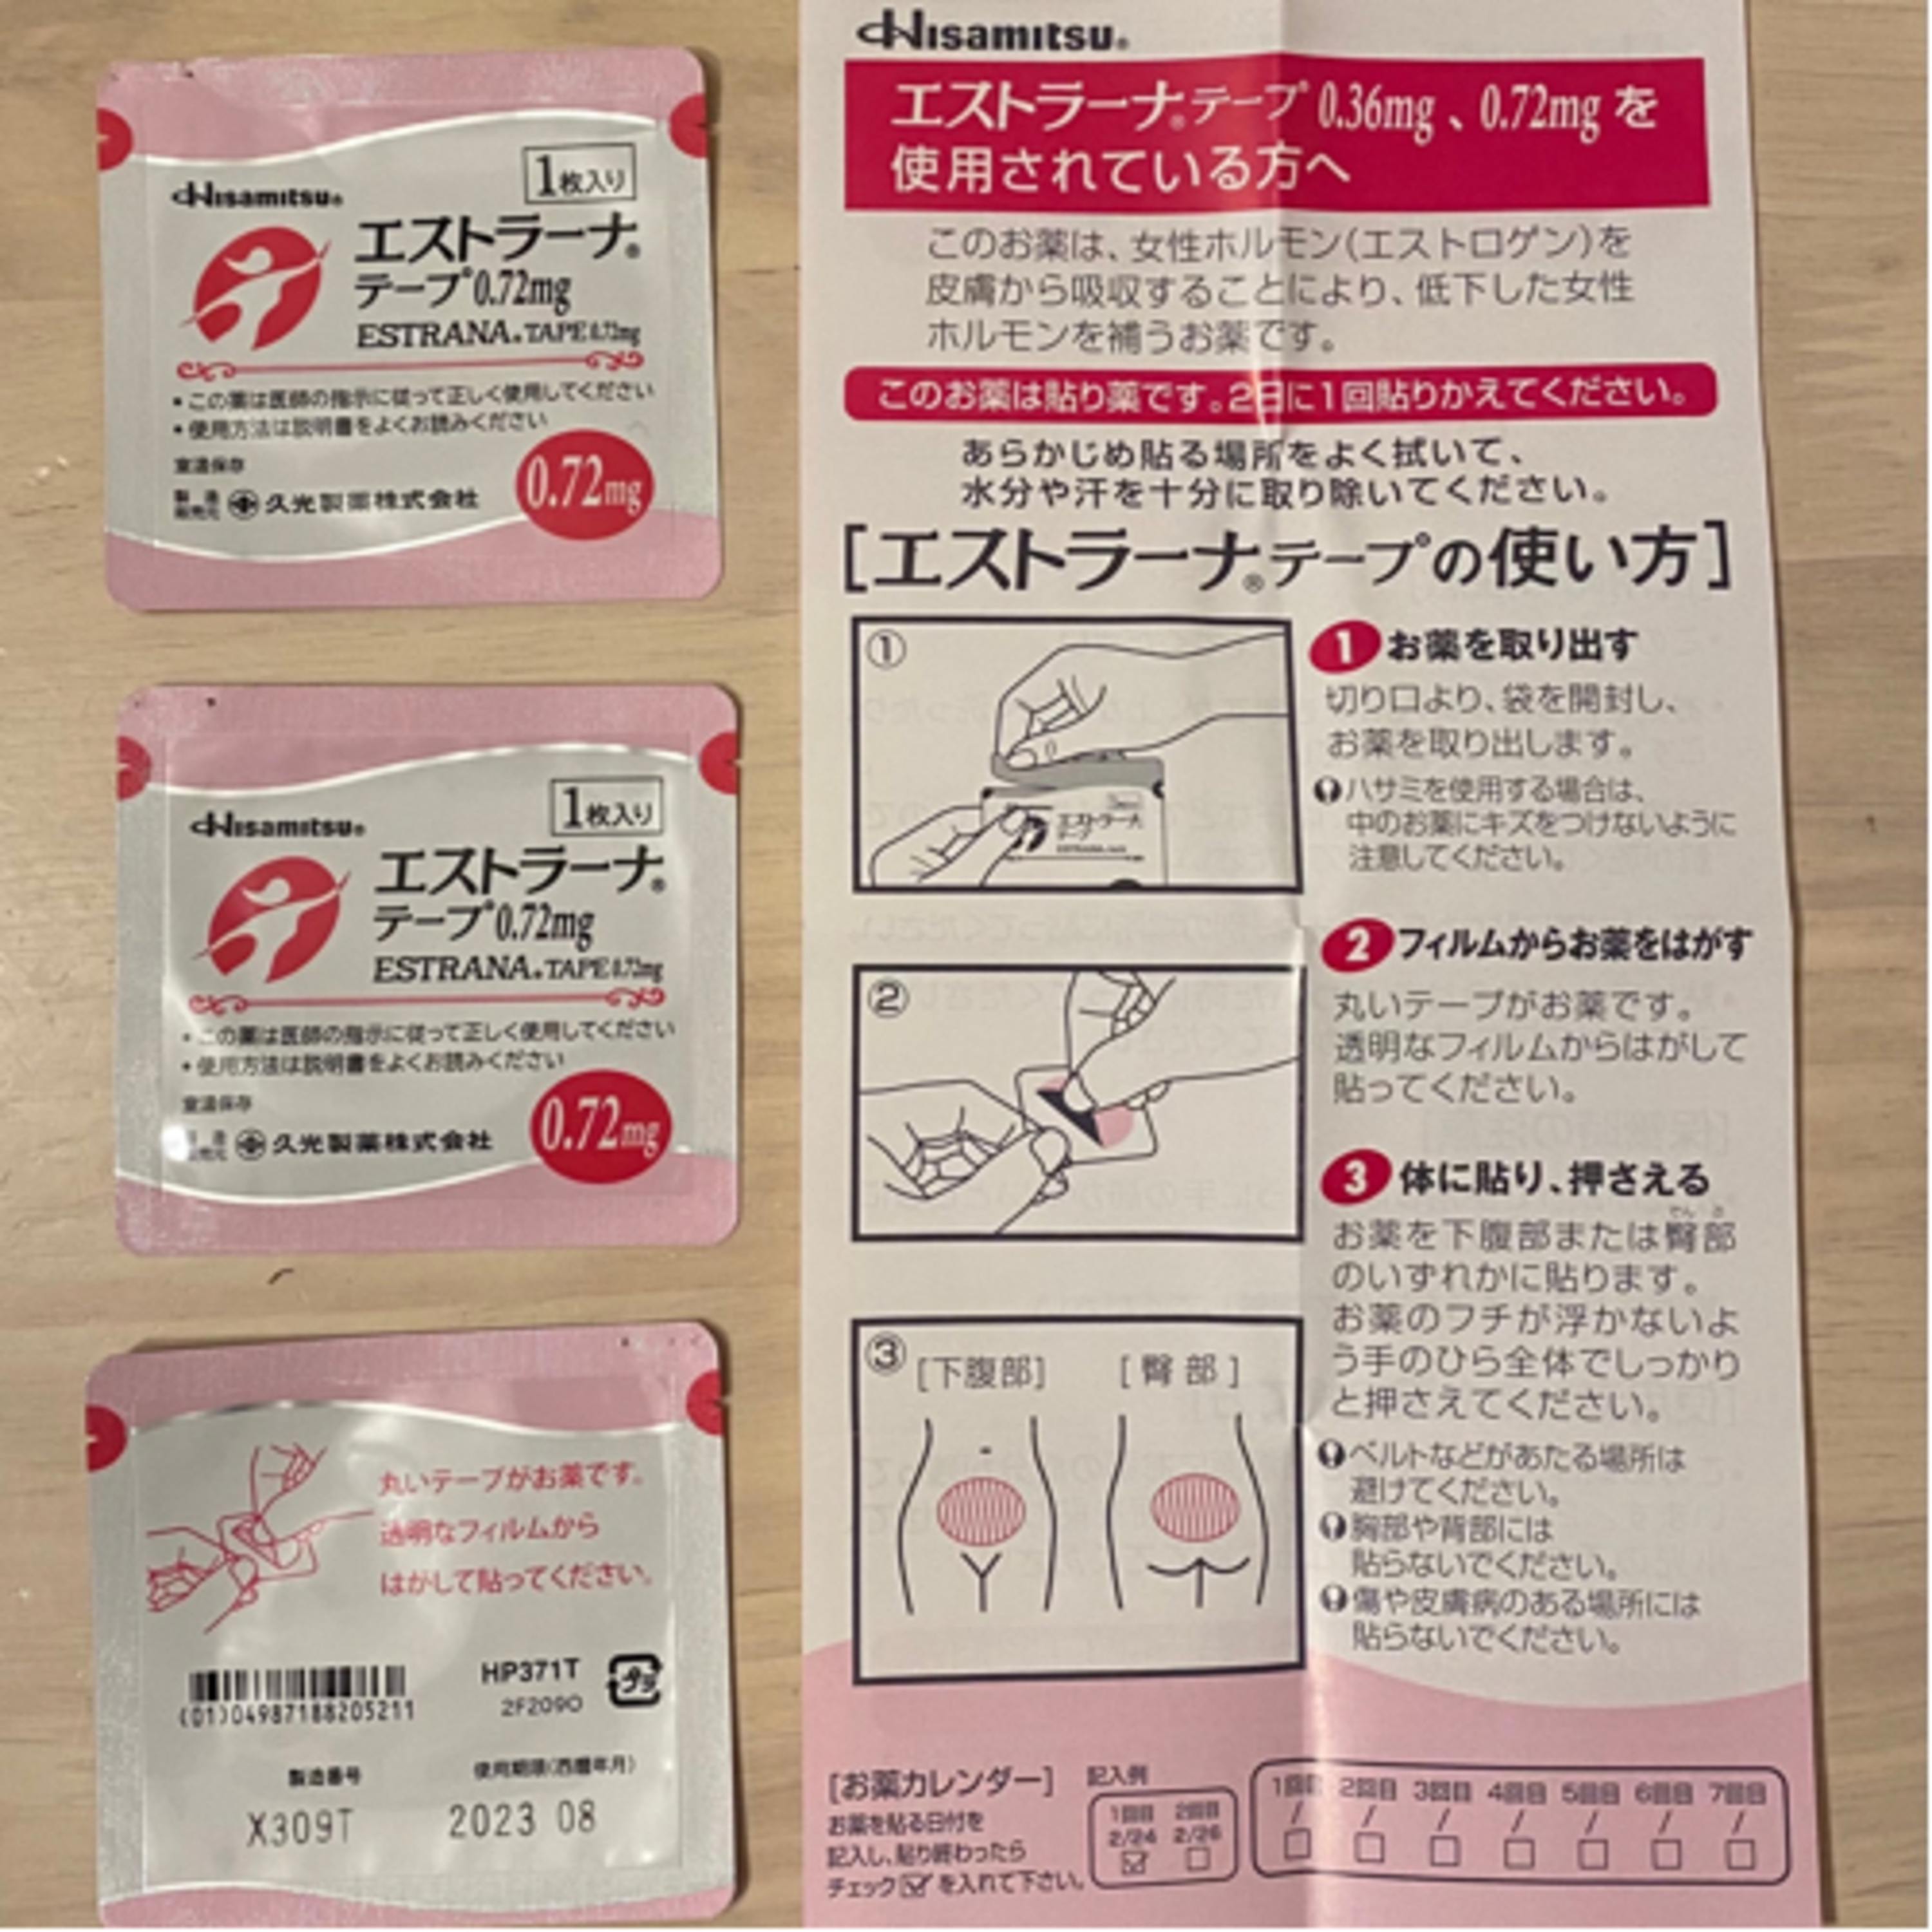 Hisamitsu®
1枚入り
エストラーナ®
テープ0.72mg
ESTRANA® TAPE 0.72mg
・この薬は医師の指示に従って正しく使用してください
・使用方法は説明書をよくお読みください
室温保存
製造
販売元
久光製薬株式会社
0.72mg
Hisamitsu®
1枚入り
エストラーナ®
テープ0.72mg
ESTRANA® TAPE 0.72mg
・この薬は医師の指示に従って正しく使用してください
・使用方法は説明書をよくお読みください
室温保存
久光製薬株式会社
0.72mg
丸いテープがお薬です。
透明なフィルムから
はがして貼ってください。
HP371T
プラ
2F209O
(01)04987188205211
製造番号
使用期限(西暦年月)
X309T
2023 08
Hisamitsu®
エストラーナ®テープ 0.36mg、0.72mg を
使用されている方へ
このお薬は、女性ホルモン(エストロゲン)を
皮膚から吸収することにより、低下した女性
ホルモンを補うお薬です。
このお薬は貼り薬です。2日に1回貼りかえてください。
あらかじめ貼る場所をよく拭いて、
水分や汗を十分に取り除いてください。
[エストラーナ®テープの使い方]
①
エストラーナ
1 お薬を取り出す
切り口より、袋を開封し、
お薬を取り出します。
ハサミを使用する場合は、
中のお薬にキズをつけないように
注意してください。
②
2 フィルムからお薬をはがす
丸いテープがお薬です。
透明なフィルムからはがして
貼ってください。
3 体に貼り、押さえる
お薬を下腹部または臀部
のいずれかに貼ります。
お薬のフチが浮かないよ
う手のひら全体でしっかり
と押さえてください。
③
[下腹部]
[臀部]
ベルトなどがあたる場所は
避けてください。
胸部や背部には
貼らないでください。
傷や皮膚病のある場所には
貼らないでください。
[お薬カレンダー]
お薬を貼る日付を
記入し、貼り終わったら
チェック☑を入れて下さい。
記入例
1回目 2回目
2/24 2/26
1回目 2回目 3回目 4回目 5回目 6回目 7回目
/ / / / / / /